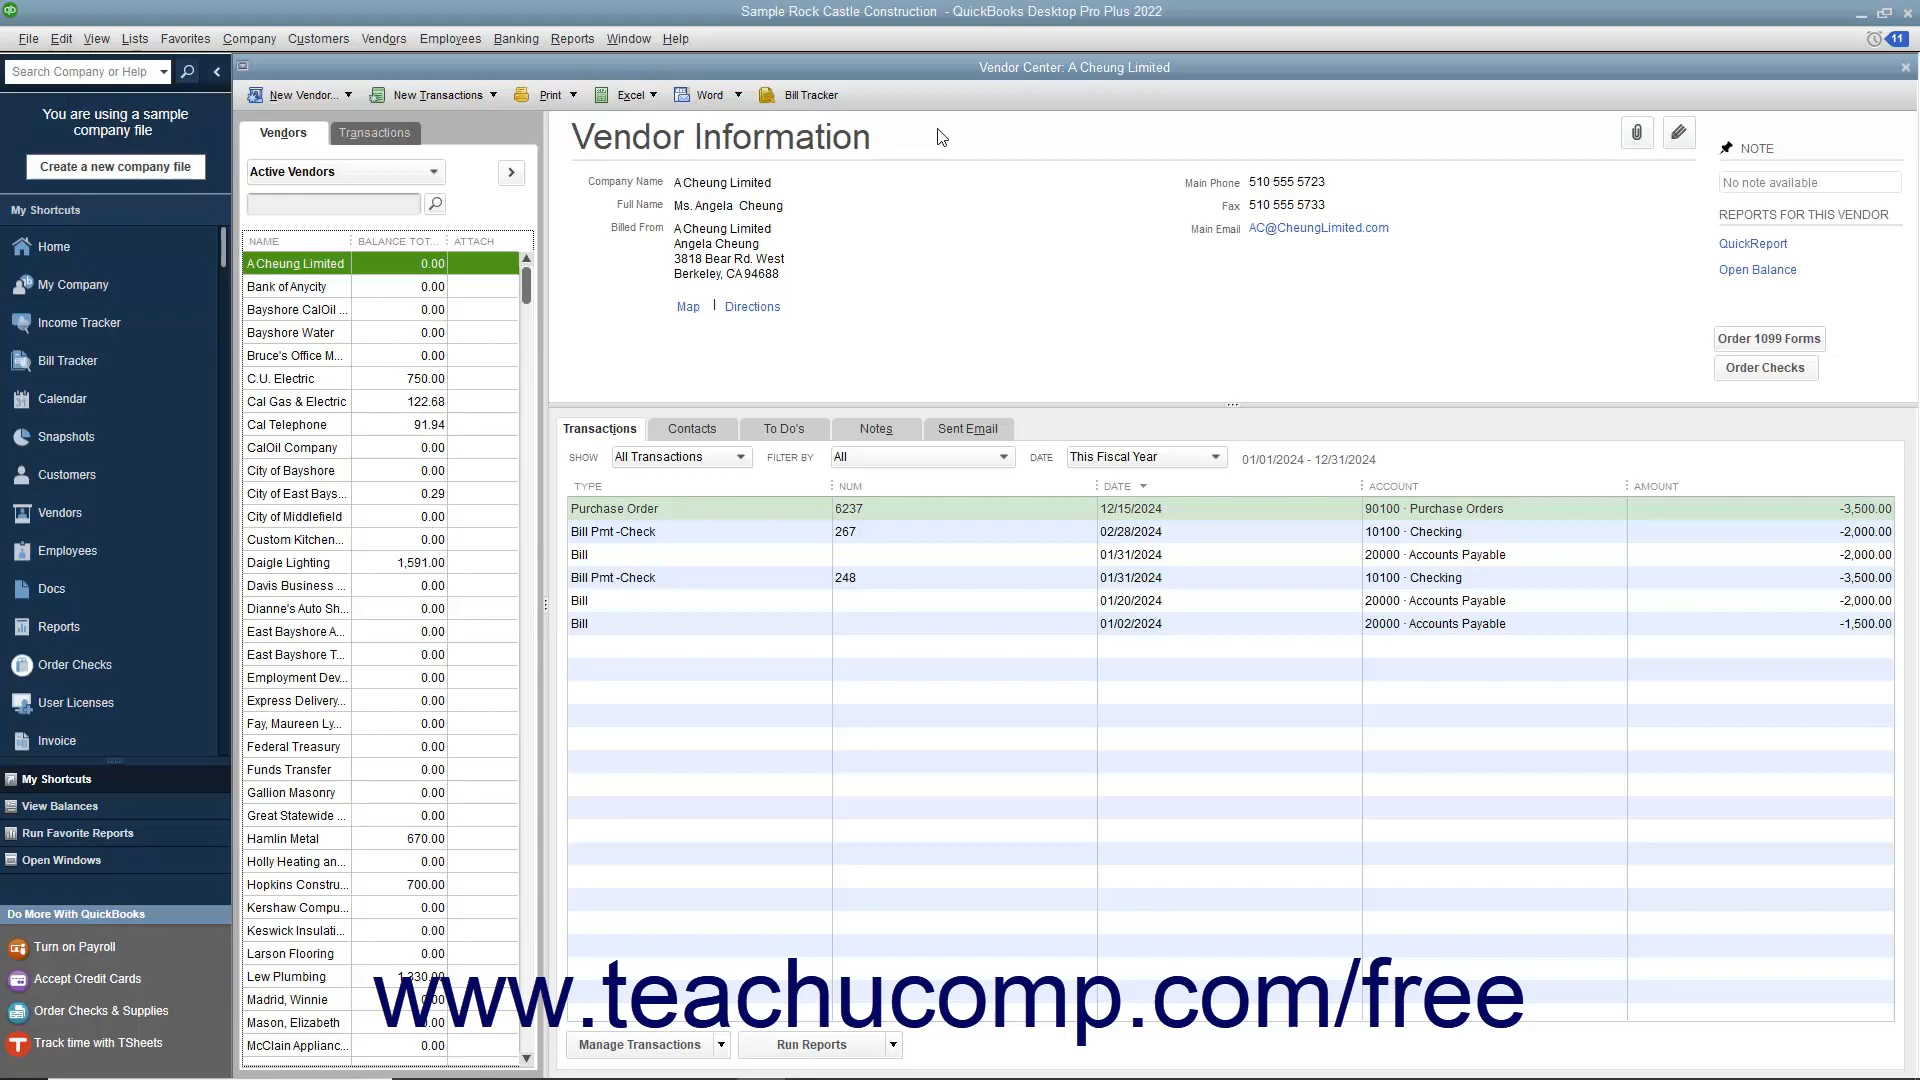 Sample Rock Castle Construction - QuickBooks Desktop Pro Plus 2022
File Edit View Lists Favorites Company Customers Vendors Employees Banking Reports Window Help
11
Search Company or Help
You are using a sample
company file
Create a new company file
My Shortcuts
Home
My Company
Income Tracker
Bill Tracker
Calendar
Snapshots
Customers
Vendors
Employees
Docs
Reports
Order Checks
User Licenses
Invoice
My Shortcuts
View Balances
Run Favorite Reports
Open Windows
Do More With QuickBooks
Turn on Payroll
Accept Credit Cards
Order Checks & Supplies
Track time with TSheets
Vendor Center: A Cheung Limited
New Vendor... New Transactions Print Excel Word Bill Tracker
Vendors Transactions
Active Vendors
NAME BALANCE TOT... ATTACH
A Cheung Limited 0.00
Bank of Anycity 0.00
Bayshore CalOil ... 0.00
Bayshore Water 0.00
Bruce's Office M... 0.00
C.U. Electric 750.00
Cal Gas & Electric 122.68
Cal Telephone 91.94
CalOil Company 0.00
City of Bayshore 0.00
City of East Bays... 0.29
City of Middlefield 0.00
Custom Kitchen... 0.00
Daigle Lighting 1,591.00
Davis Business ... 0.00
Dianne's Auto Sh... 0.00
East Bayshore A... 0.00
East Bayshore T... 0.00
Employment Dev... 0.00
Express Delivery... 0.00
Fay, Maureen Ly... 0.00
Federal Treasury 0.00
Funds Transfer 0.00
Gallion Masonry 0.00
Great Statewide ... 0.00
Hamlin Metal 670.00
Holly Heating an... 0.00
Hopkins Constru... 700.00
Kershaw Compu... 0.00
Keswick Insulati... 0.00
Larson Flooring 0.00
Lew Plumbing 1,330.00
Madrid, Winnie 0.00
Mason, Elizabeth 0.00
McClain Applianc... 0.00
Vendor Information
Company Name A Cheung Limited
Full Name Ms. Angela Cheung
Billed From A Cheung Limited
Angela Cheung
3818 Bear Rd. West
Berkeley, CA 94688
Map | Directions
Main Phone 510 555 5723
Fax 510 555 5733
Main Email AC@CheungLimited.com
NOTE
No note available
REPORTS FOR THIS VENDOR
QuickReport
Open Balance
Order 1099 Forms
Order Checks
Transactions Contacts To Do's Notes Sent Email
SHOW All Transactions FILTER BY All DATE This Fiscal Year 01/01/2024 - 12/31/2024
TYPE NUM DATE ACCOUNT AMOUNT
Purchase Order 6237 12/15/2024 90100 · Purchase Orders -3,500.00
Bill Pmt -Check 267 02/28/2024 10100 · Checking -2,000.00
Bill 01/31/2024 20000 · Accounts Payable -2,000.00
Bill Pmt -Check 248 01/31/2024 10100 · Checking -3,500.00
Bill 01/20/2024 20000 · Accounts Payable -2,000.00
Bill 01/02/2024 20000 · Accounts Payable -1,500.00
www.teachucomp.com/free
Manage Transactions Run Reports